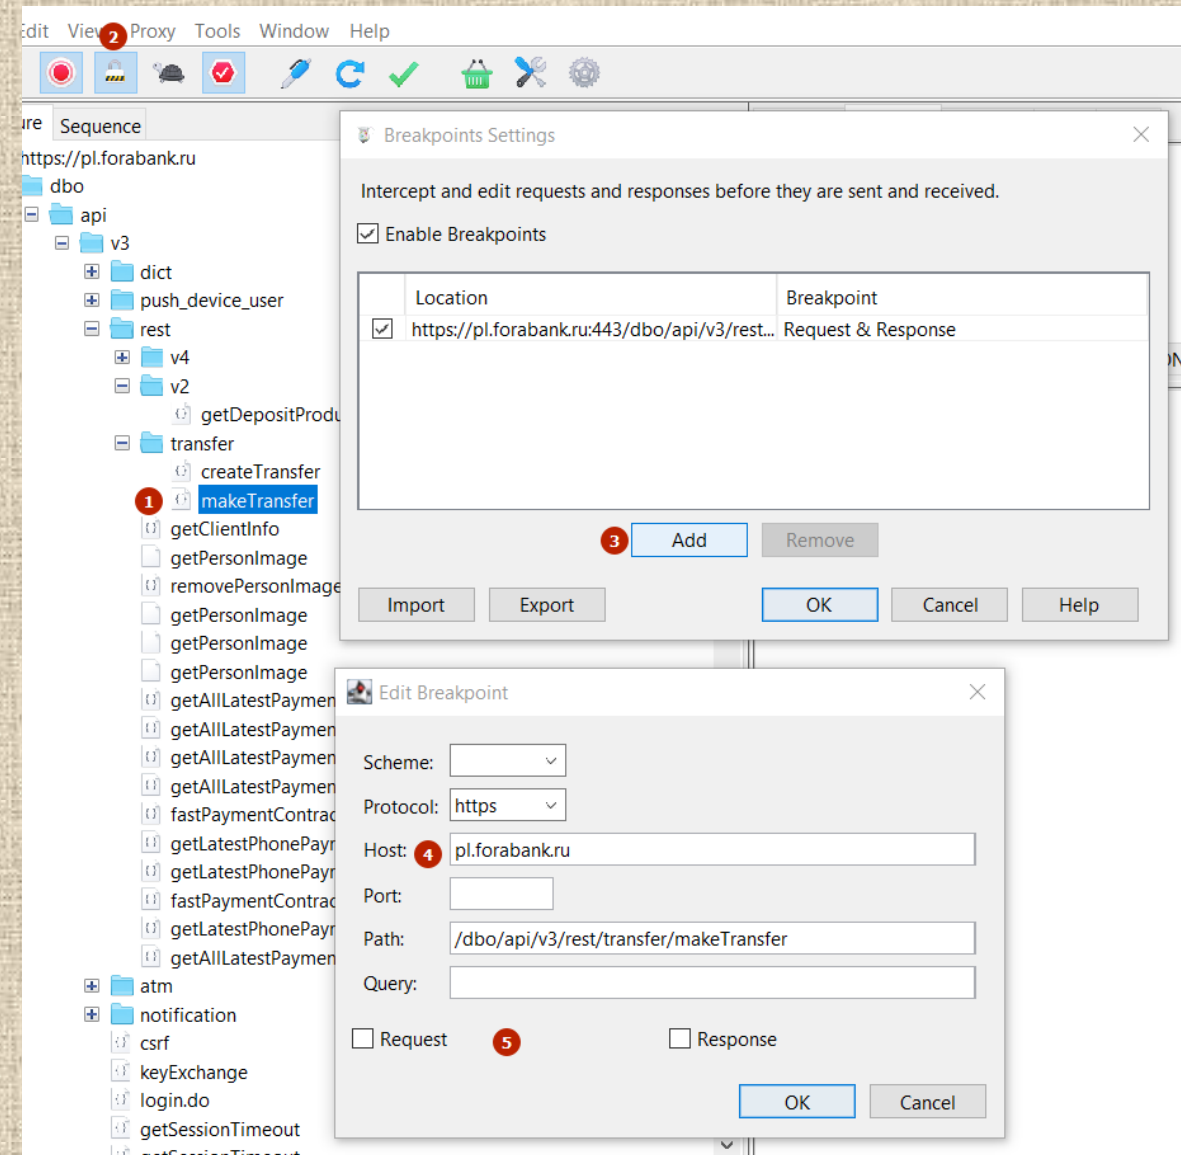 Edit View Proxy Tools Window Help
2
Sequence
https://pl.forabank.ru
dbo
api
v3
dict
push_device_user
rest
v4
v2
getDepositProdu
transfer
createTransfer
1 makeTransfer
getClientInfo
getPersonImage
removePersonImage
getPersonImage
getPersonImage
getPersonImage
getAllLatestPaymen
getAllLatestPaymen
getAllLatestPaymen
getAllLatestPaymen
fastPaymentContrac
getLatestPhonePayr
getLatestPhonePayr
fastPaymentContrac
getLatestPhonePayr
getAllLatestPaymen
atm
notification
csrf
keyExchange
login.do
getSessionTimeout
getSessionTimeout
Breakpoints Settings
Intercept and edit requests and responses before they are sent and received.
Enable Breakpoints
Location Breakpoint
https://pl.forabank.ru:443/dbo/api/v3/rest... Request & Response
3 Add Remove
Import Export OK Cancel Help
Edit Breakpoint
Scheme:
Protocol: https
Host: 4 pl.forabank.ru
Port:
Path: /dbo/api/v3/rest/transfer/makeTransfer
Query:
Request 5 Response
OK Cancel